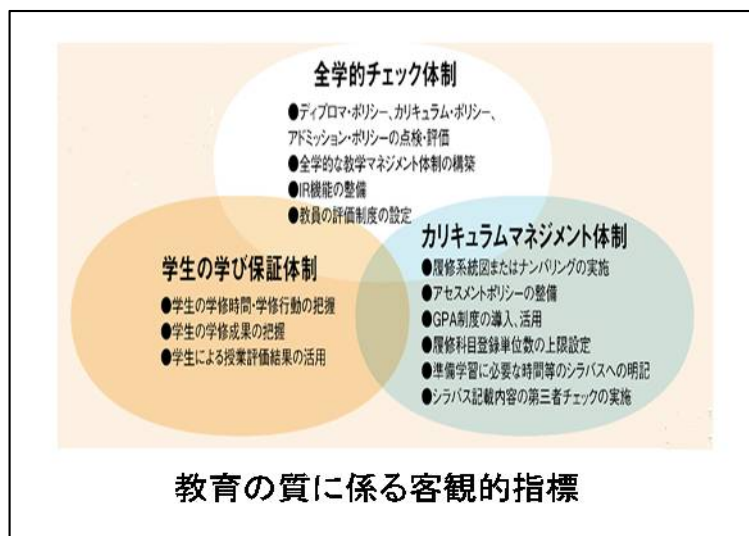 全学的チェック体制
●ディプロマ・ポリシー、カリキュラム・ポリシー、
アドミッション・ポリシーの点検・評価
●全学的な教学マネジメント体制の構築
●IR機能の整備
●教員の評価制度の設定
学生の学び保証体制
●学生の学修時間・学修行動の把握
●学生の学修成果の把握
●学生による授業評価結果の活用
カリキュラムマネジメント体制
●履修系統図またはナンバリングの実施
●アセスメントポリシーの整備
●GPA制度の導入、活用
●履修科目登録単位数の上限設定
●準備学習に必要な時間等のシラバスへの明記
●シラバス記載内容の第三者チェックの実施
教育の質に係る客観的指標